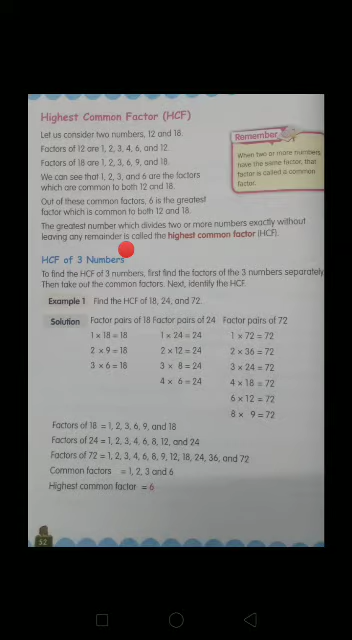 Highest Common Factor (HCF)
Let us consider two numbers, 12 and 18.
Factors of 12 are 1, 2, 3, 4, 6, and 12.
Factors of 18 are 1, 2, 3, 6, 9, and 18.
We can see that 1, 2, 3, and 6 are the factors
which are common to both 12 and 18.
Out of these common factors, 6 is the greatest
factor which is common to both 12 and 18.
Remember
When two or more numbers
have the same factor, that
factor is called a common
factor.
The greatest number which divides two or more numbers exactly without
leaving any remainder is called the highest common factor (HCF).
HCF of 3 Numbers
To find the HCF of 3 numbers, first find the factors of the 3 numbers separately.
Then take out the common factors. Next, identify the HCF.
Example 1 Find the HCF of 18, 24, and 72.
Solution Factor pairs of 18 Factor pairs of 24 Factor pairs of 72
1 × 18 = 18 1 × 24 = 24 1 × 72 = 72
2 × 9 = 18 2 × 12 = 24 2 × 36 = 72
3 × 6 = 18 3 × 8 = 24 3 × 24 = 72
4 × 6 = 24 4 × 18 = 72
6 × 12 = 72
8 × 9 = 72
Factors of 18 = 1, 2, 3, 6, 9, and 18
Factors of 24 = 1, 2, 3, 4, 6, 8, 12, and 24
Factors of 72 = 1, 2, 3, 4, 6, 8, 9, 12, 18, 24, 36, and 72
Common factors = 1, 2, 3 and 6
Highest common factor = 6
52